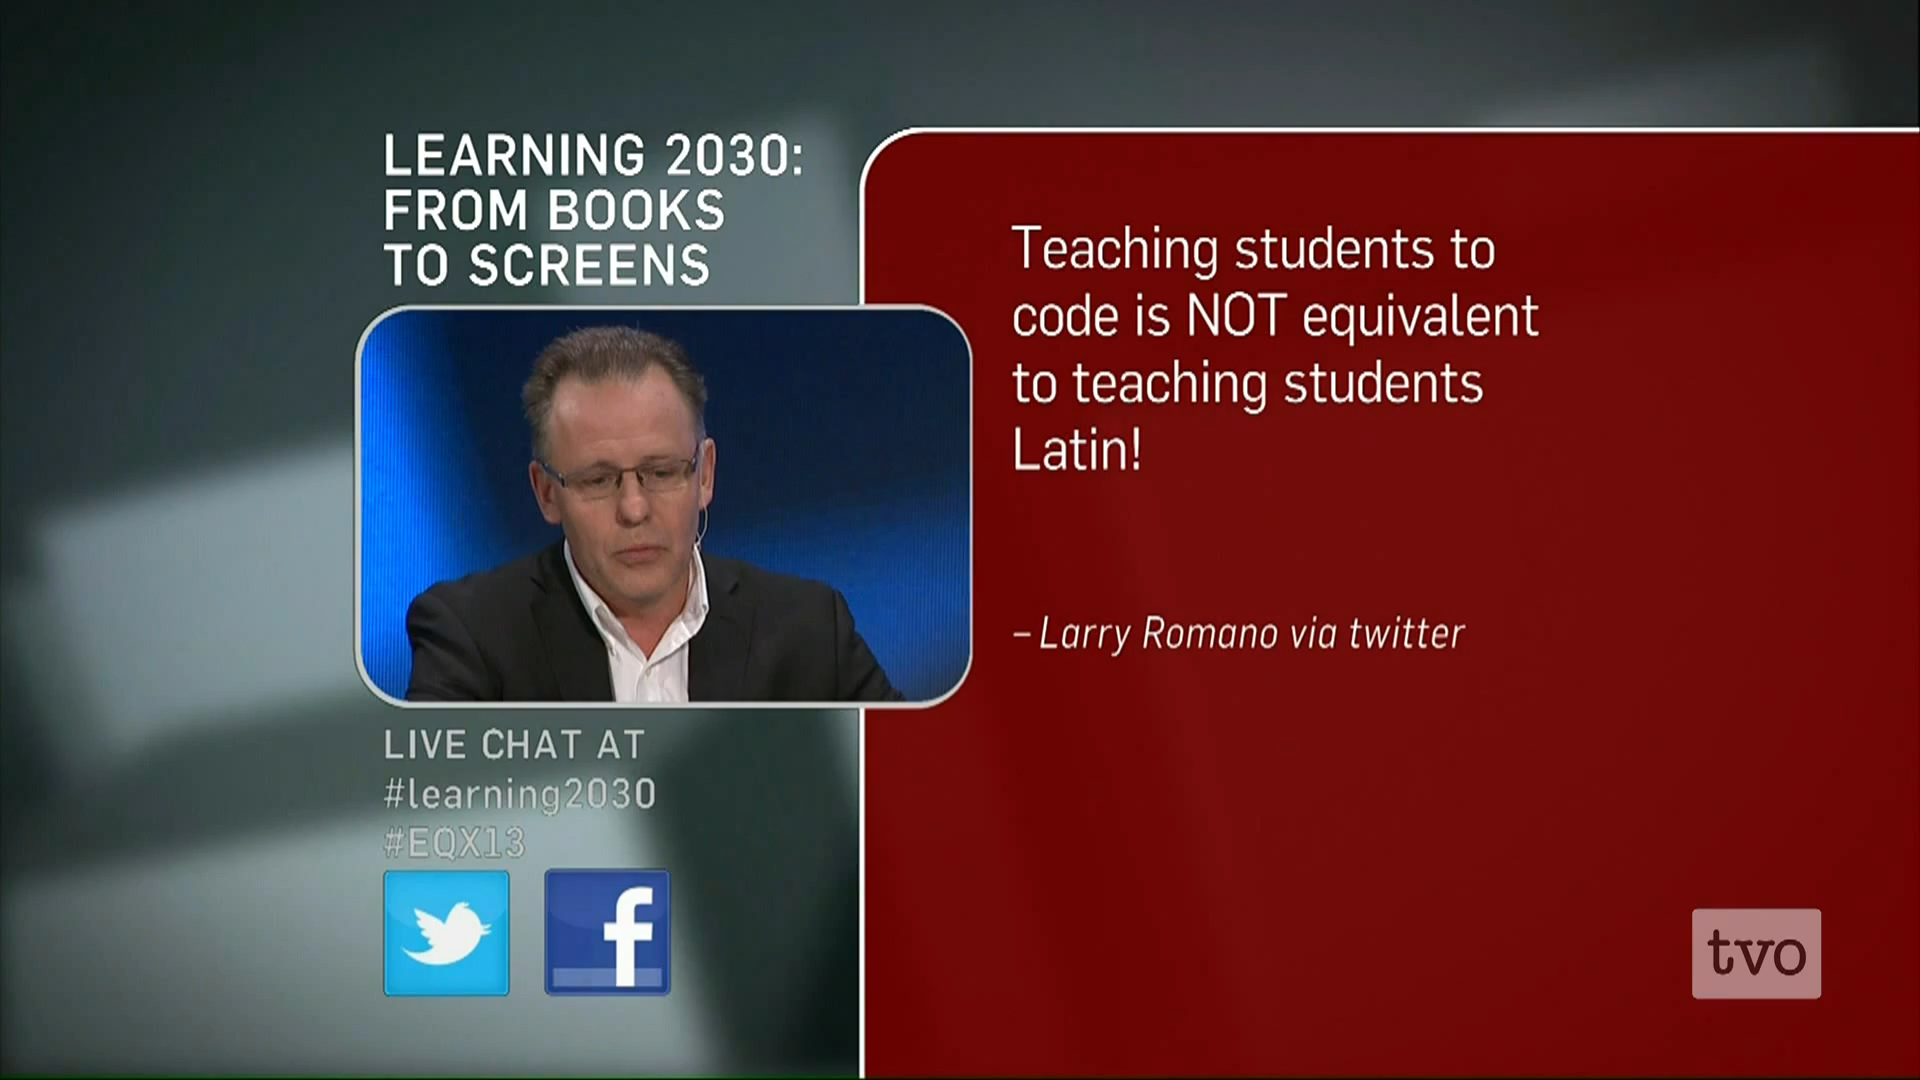 LEARNING 2030:
FROM BOOKS
TO SCREENS
Teaching students to
code is NOT equivalent
to teaching students
Latin!
– Larry Romano via twitter
LIVE CHAT AT
#learning2030
#EQX13
f
tvo